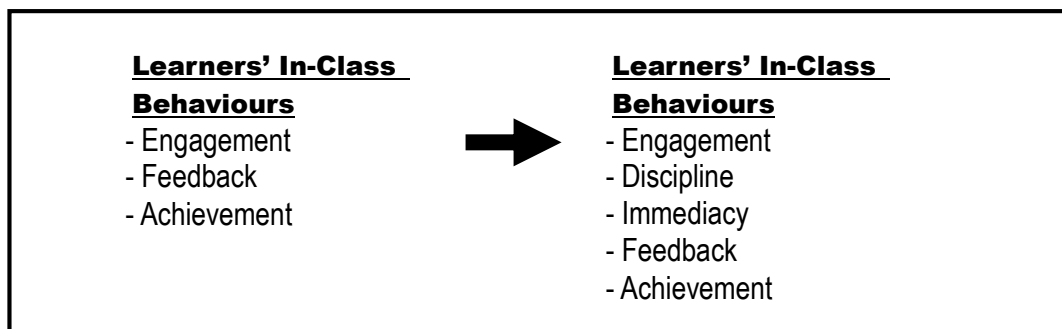 Learners’ In-Class
Behaviours
- Engagement
- Feedback
- Achievement
Learners’ In-Class
Behaviours
- Engagement
- Discipline
- Immediacy
- Feedback
- Achievement